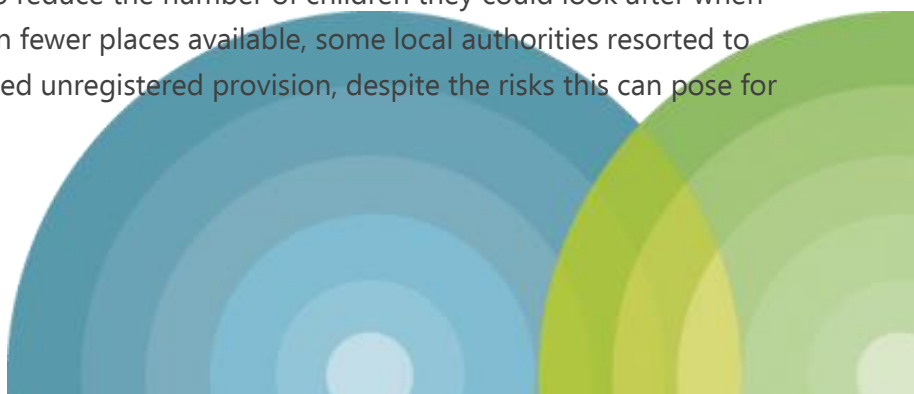 reduce the number of children they could look after when
fewer places available, some local authorities resorted to
ed unregistered provision, despite the risks this can pose for